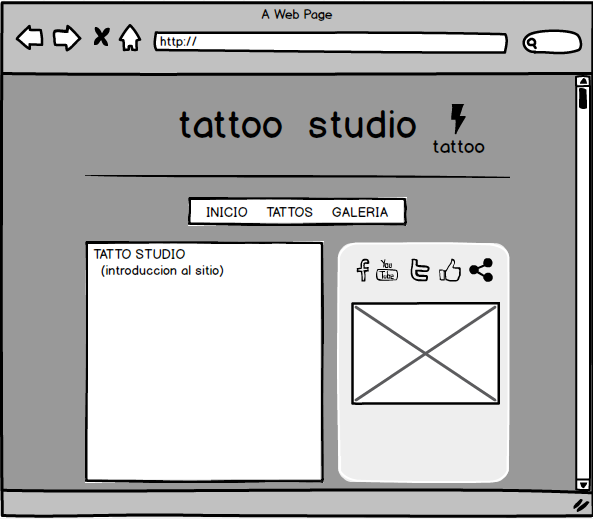 A Web Page
http://
tattoo studio
tattoo
INICIO TATTOS GALERIA
TATTO STUDIO
(introduccion al sitio)
You
Tube